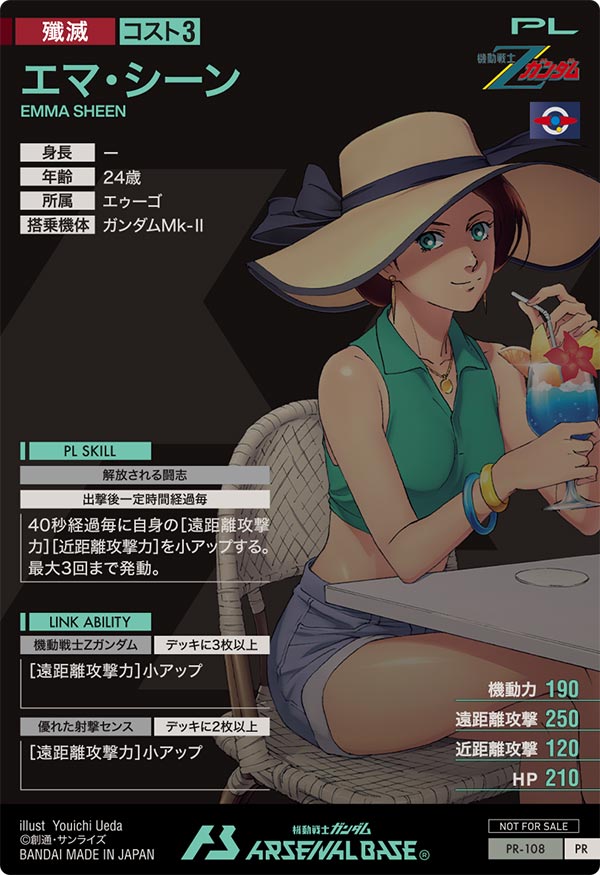 殲滅 コスト3
PL
エマ・シーン
EMMA SHEEN
機動戦士
Ζガンダム
身長 ー
年齢 24歳
所属 エゥーゴ
搭乗機体 ガンダムMk-II
PL SKILL
解放される闘志
出撃後一定時間経過毎
40秒経過毎に自身の[遠距離攻撃
力][近距離攻撃力]を小アップする。
最大3回まで発動。
LINK ABILITY
機動戦士Zガンダム デッキに3枚以上
[遠距離攻撃力]小アップ
優れた射撃センス デッキに2枚以上
[遠距離攻撃力]小アップ
機動力 190
遠距離攻撃 250
近距離攻撃 120
HP 210
illust Youichi Ueda
©創通・サンライズ
BANDAI MADE IN JAPAN
機動戦士ガンダム
AB ARSENAL BASE®
NOT FOR SALE
PR-108 PR